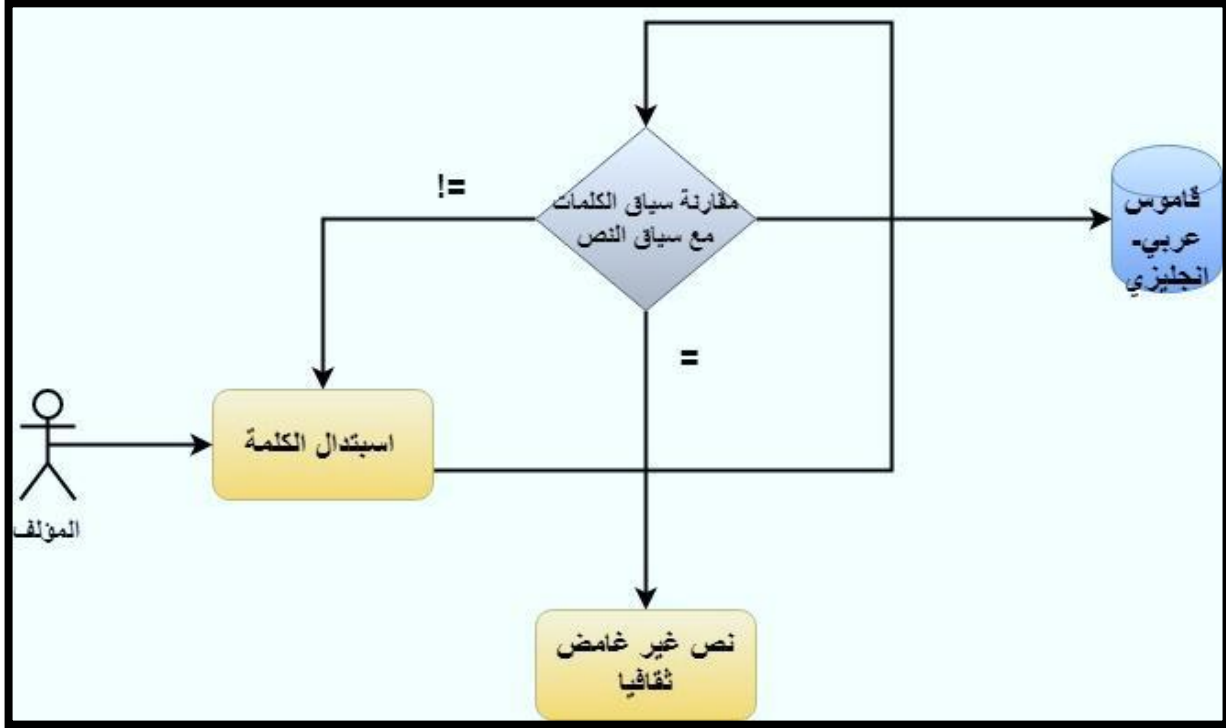 !=
مقارنة سياق الكلمات
مع سياق النص
قاموس
عربي-
انجليزي
=
اسبتدال الكلمة
المؤلف
نص غير غامض
ثقافيا